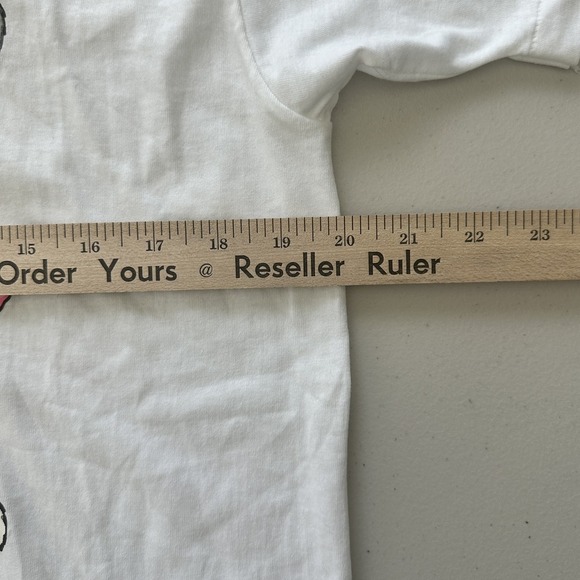 15 16 17 18 19 20 21 22 23
Order Yours @ Reseller Ruler